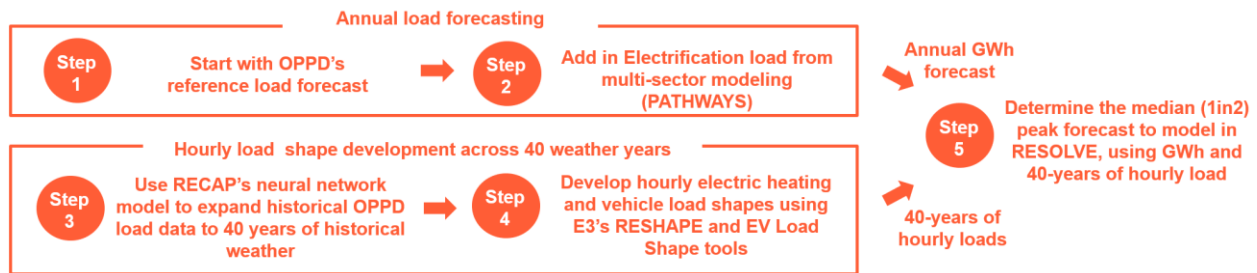 Annual load forecasting
Step
1
Start with OPPD's
reference load forecast
Step
2
Add in Electrification load from
multi-sector modeling
(PATHWAYS)
Hourly load shape development across 40 weather years
Step
3
Use RECAP's neural network
model to expand historical OPPD
load data to 40 years of historical
weather
Step
4
Develop hourly electric heating
and vehicle load shapes using
E3's RESHAPE and EV Load
Shape tools
Annual GWh
forecast
Step
5
Determine the median (1in2)
peak forecast to model in
RESOLVE, using GWh and
40-years of hourly load
40-years of
hourly loads